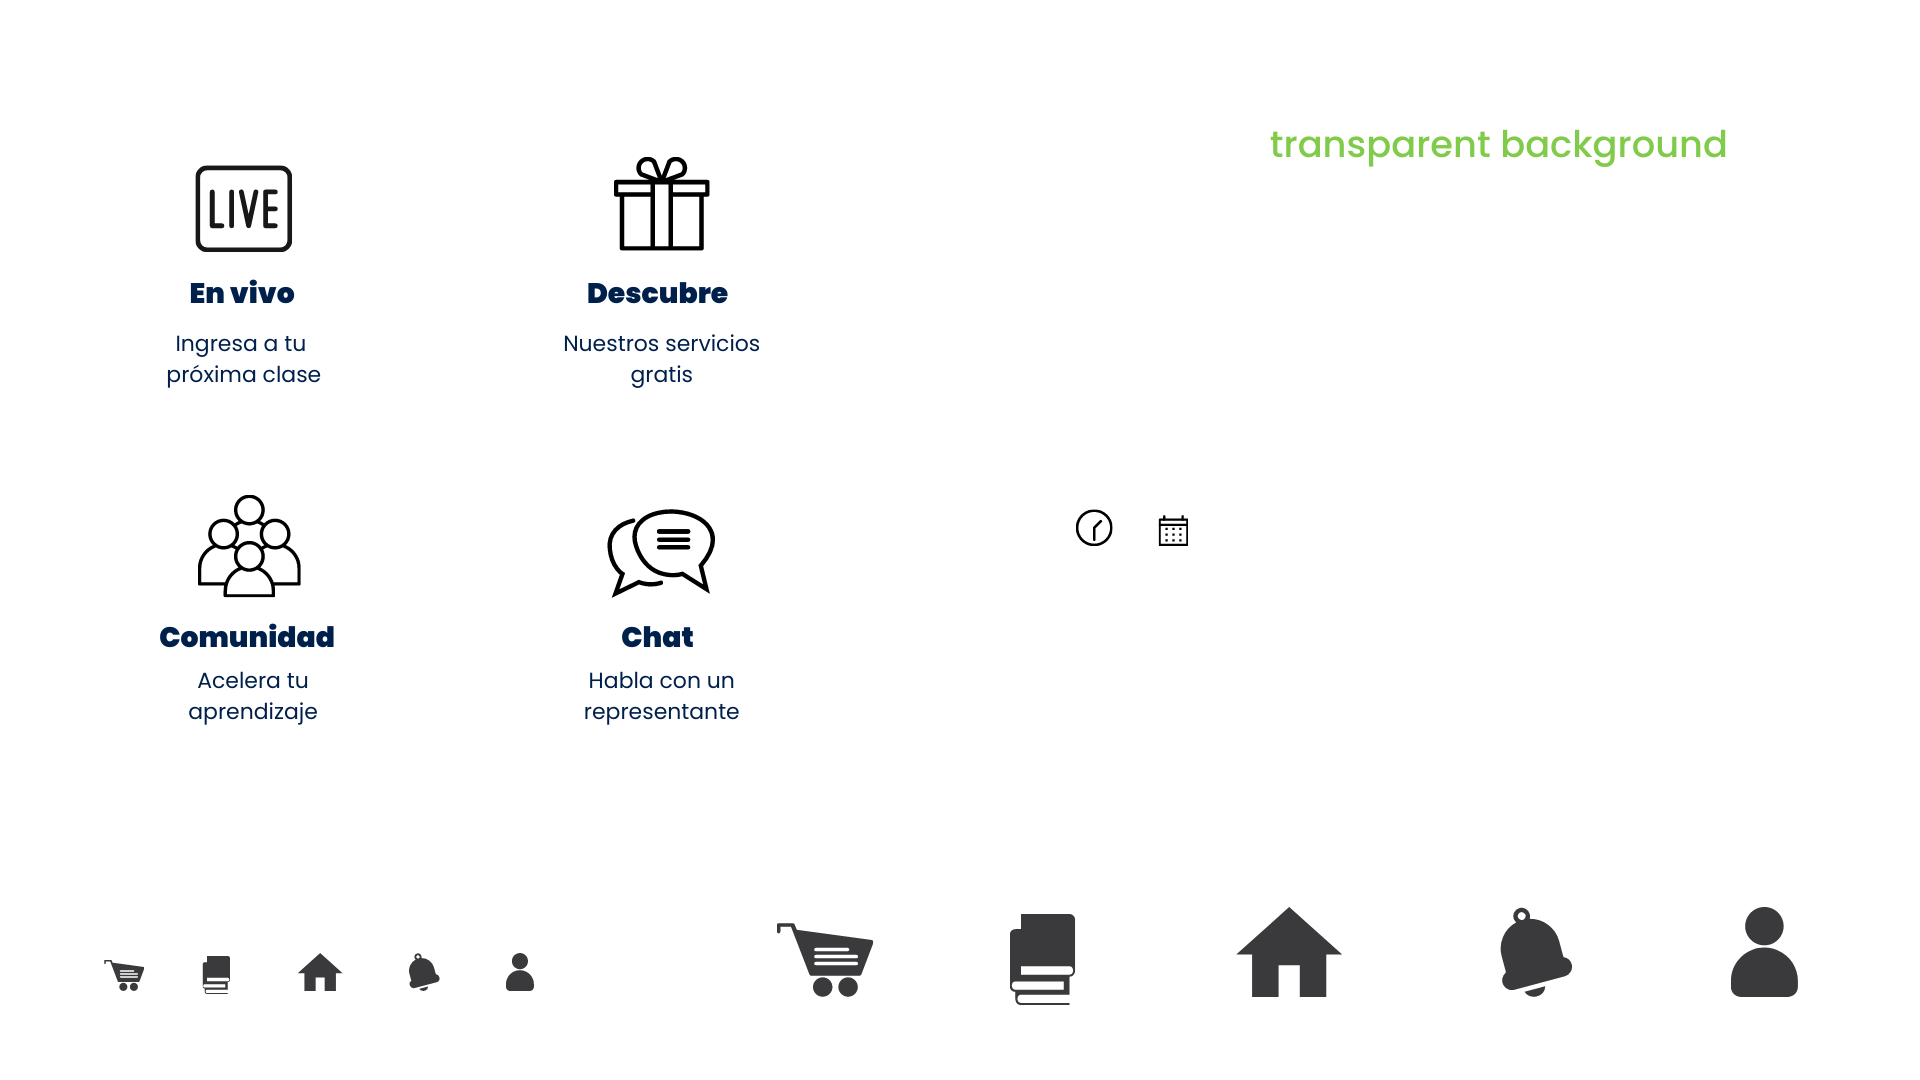 transparent background
LIVE
En vivo
Ingresa a tu
próxima clase
Descubre
Nuestros servicios
gratis
Comunidad
Acelera tu
aprendizaje
Chat
Habla con un
representante